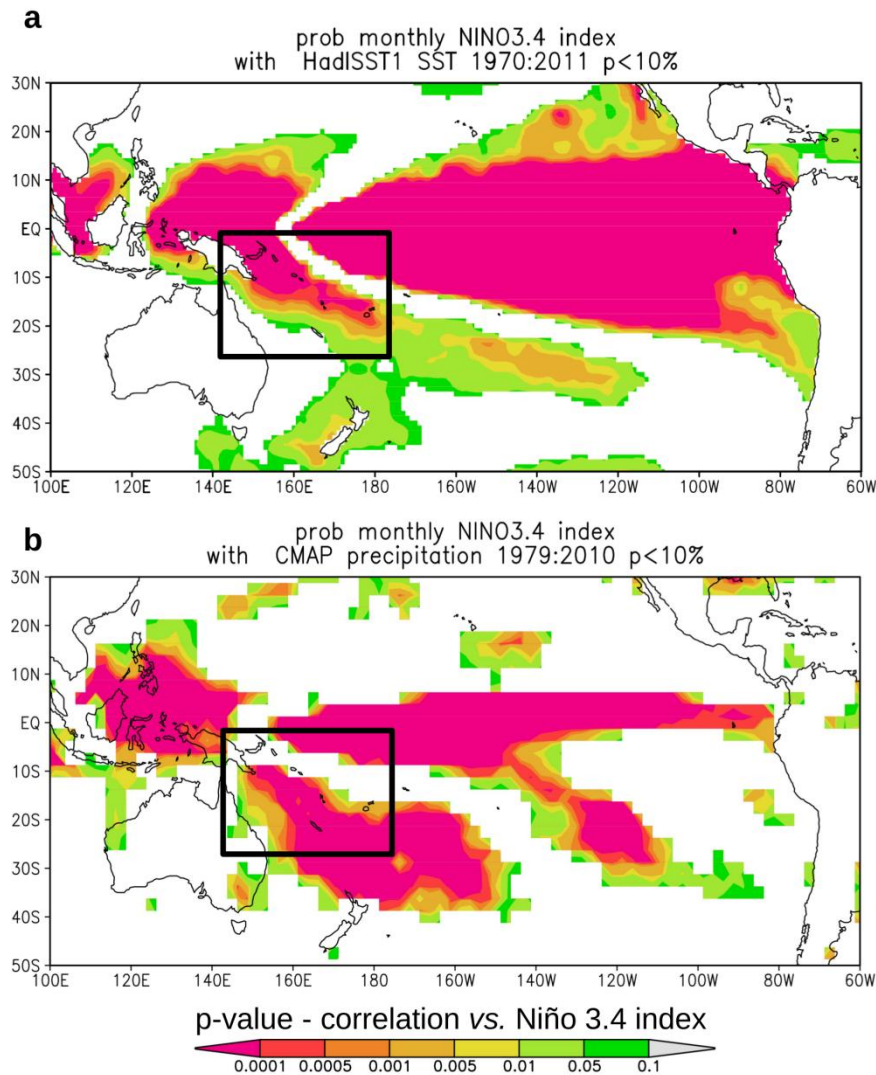 a
prob monthly NINO3.4 index
with HadISST1 SST 1970:2011 p<10%
30N
20N
10N
EQ
10S
20S
30S
40S
50S
100E 120E 140E 160E 180 160W 140W 120W 100W 80W 60W
b
prob monthly NINO3.4 index
with CMAP precipitation 1979:2010 p<10%
30N
20N
10N
EQ
10S
20S
30S
40S
50S
100E 120E 140E 160E 180 160W 140W 120W 100W 80W 60W
p-value - correlation vs. Niño 3.4 index
0.0001 0.0005 0.001 0.005 0.01 0.05 0.1